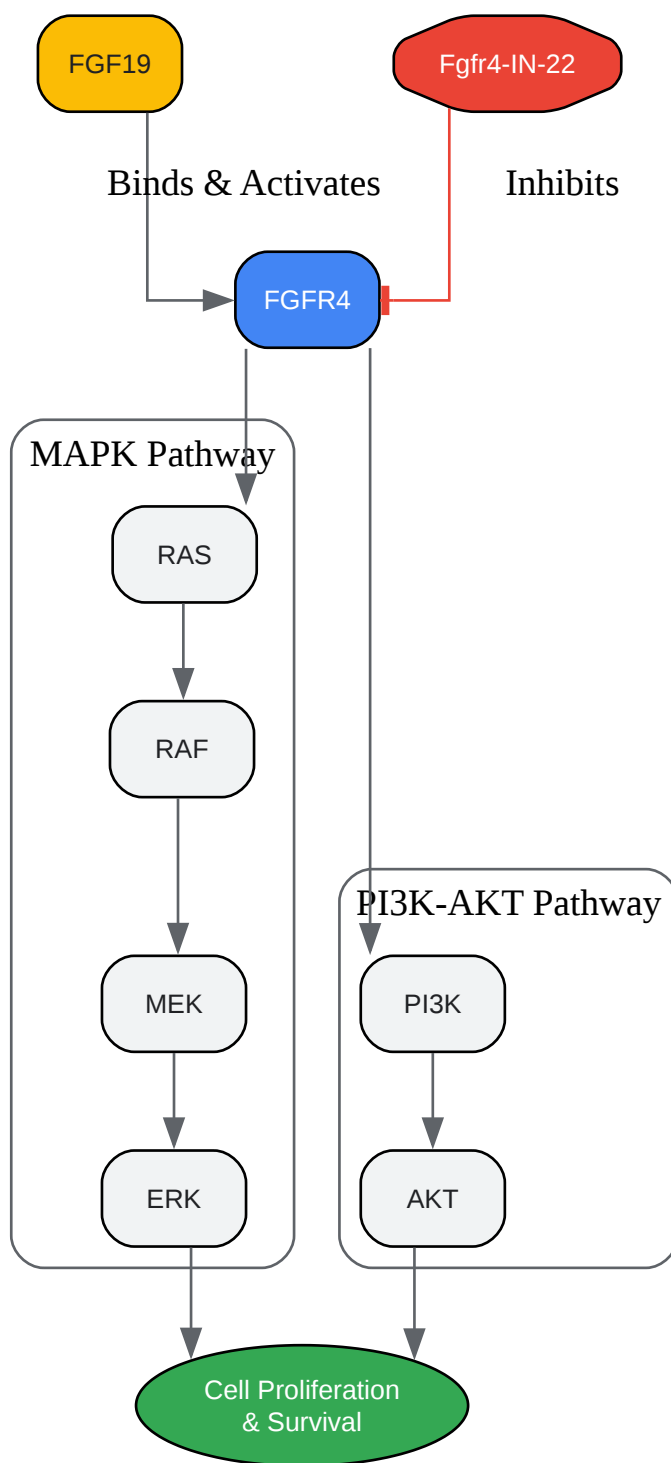 FGF19
Fgfr4-IN-22
Binds & Activates
Inhibits
FGFR4
MAPK Pathway
RAS
RAF
PI3K-AKT Pathway
MEK
PI3K
ERK
AKT
Cell Proliferation
& Survival